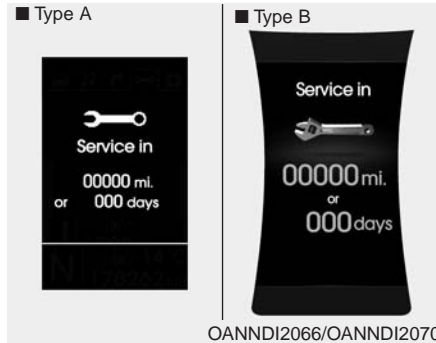 ■ Type A
Service in
00000 mi.
or 000 days
■ Type B
Service in
00000 mi.
or
000 days
OANNDI2066/OANNDI2070